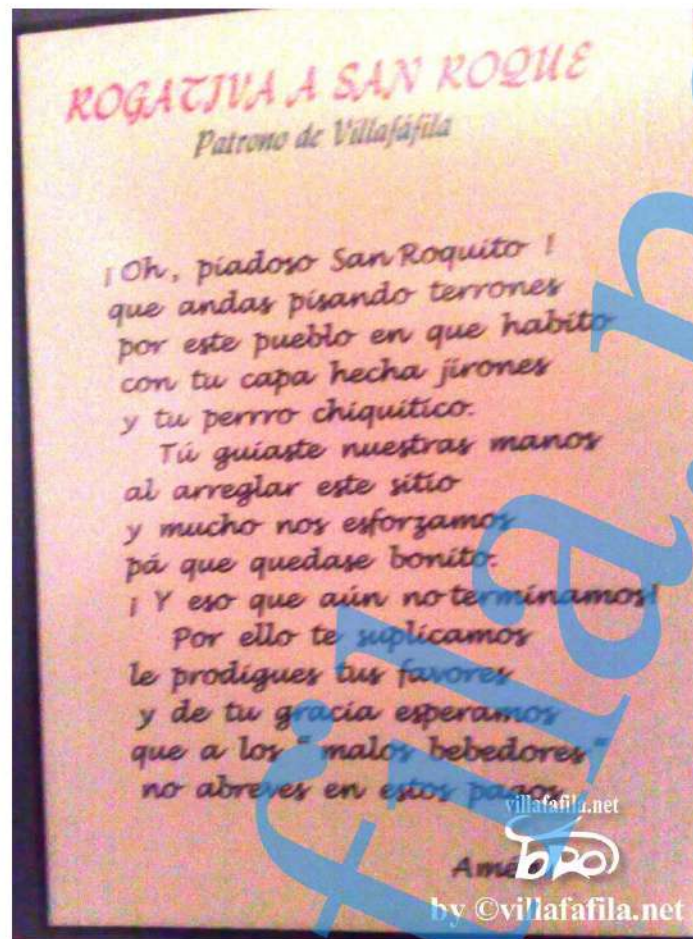 ROGATIVA A SAN ROQUE
Patrono de Villafáfila
¡Oh, piadoso San Roquito !
que andas pisando terrones
por este pueblo en que habito
con tu capa hecha jirones
y tu perrro chiquitico.
Tú guiaste nuestras manos
al arreglar este sitio
y mucho nos esforzamos
pá que quedase bonito.
¡ Y eso que aún no terminamos!
Por ello te suplicamos
le prodigues tus favores
y de tu gracia esperamos
que a los " malos bebedores "
no abreves en estos pagos
villafafila.net
Amén
by ©villafafila.net
fila.n